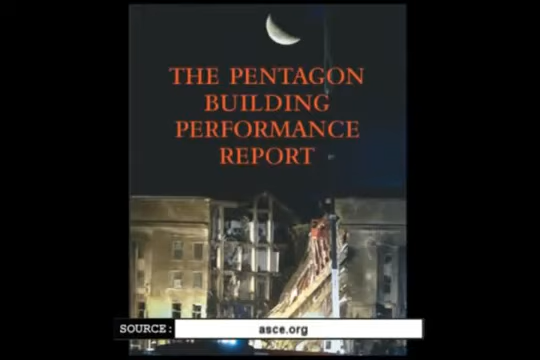 THE PENTAGON
BUILDING
PERFORMANCE
REPORT
SOURCE: asce.org